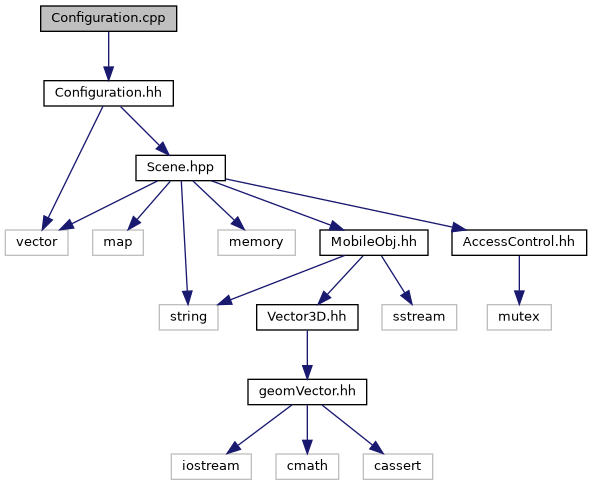 Configuration.cpp
Configuration.hh
Scene.hpp
vector
map
memory
MobileObj.hh
AccessControl.hh
string
Vector3D.hh
sstream
mutex
geomVector.hh
iostream
cmath
cassert